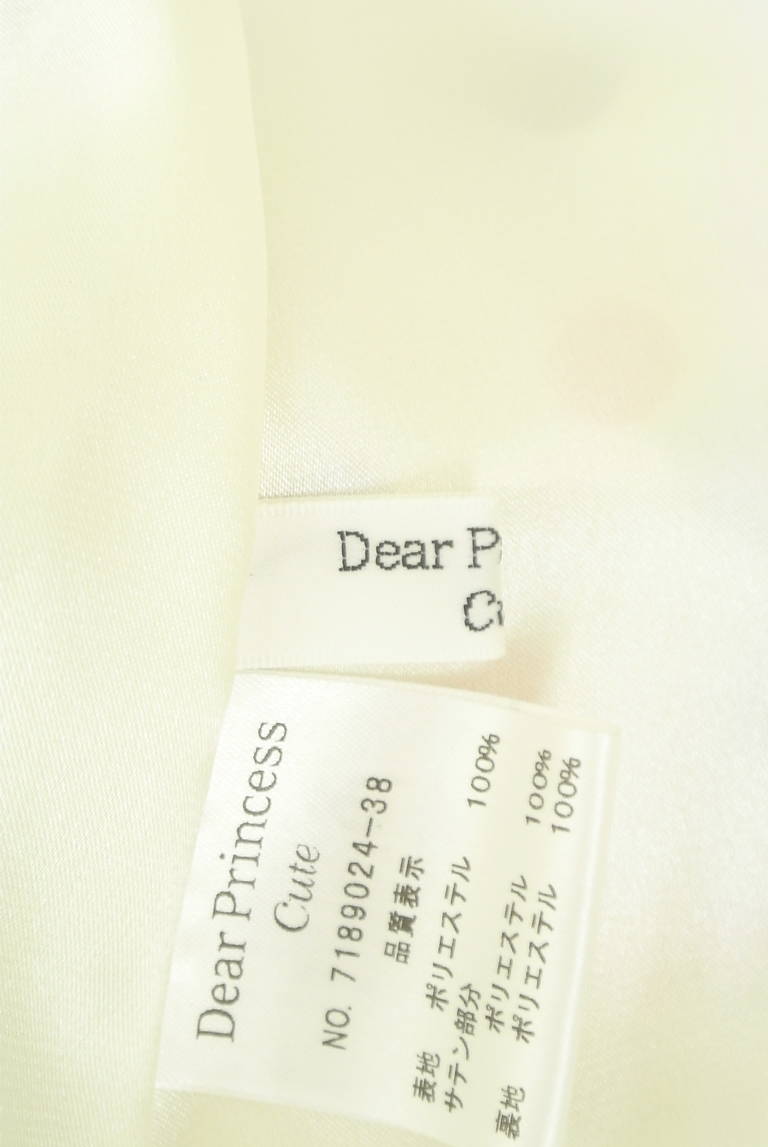 Dear P
C
Dear Princess
Cute
NO. 7189024-38
品質表示
表地 ポリエステル 100%
サテン部分
ポリエステル 100%
裏地 ポリエステル 100%